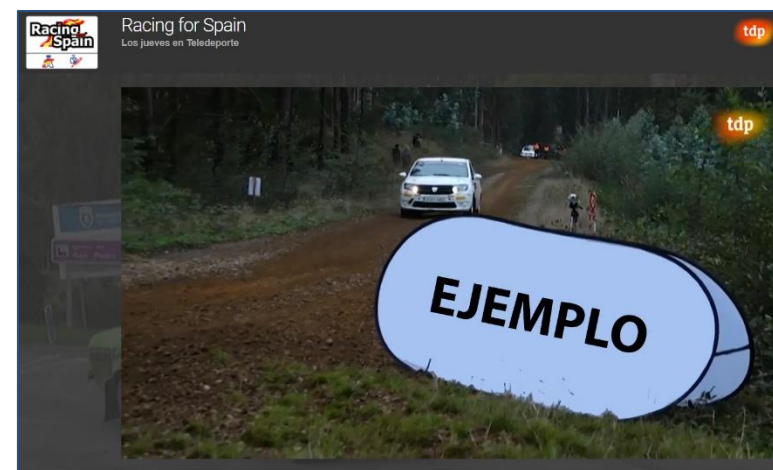 Racing
Spain
Racing for Spain
Los jueves en Teledeporte
tdp
tdp
EJEMPLO